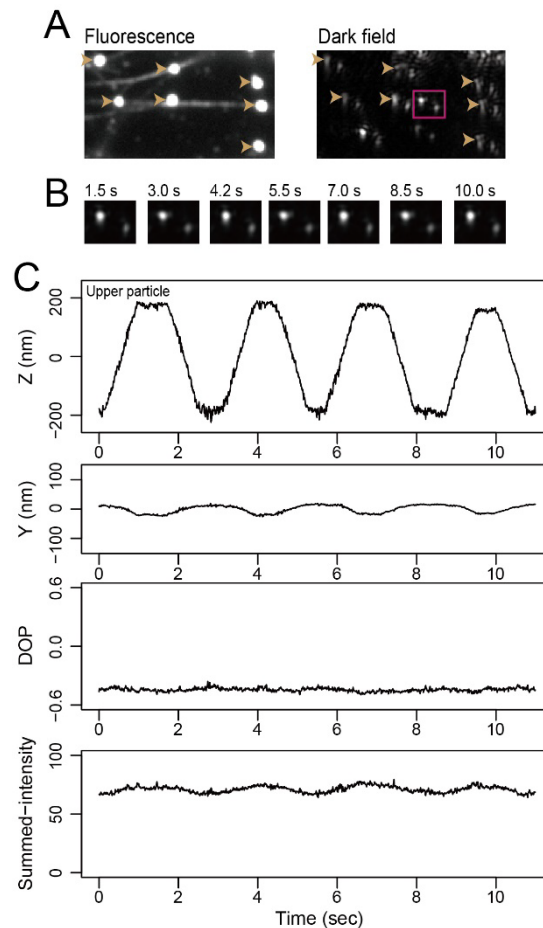 A
Fluorescence
Dark field
B
1.5 s 3.0 s 4.2 s 5.5 s 7.0 s 8.5 s 10.0 s
C
Upper particle
Z (nm)
200
0
−200
0 2 4 6 8 10
Y (nm)
100
0
−100
0 2 4 6 8 10
DOP
0.6
0.0
−0.6
0 2 4 6 8 10
Summed−intensity
100
50
0
0 2 4 6 8 10
Time (sec)